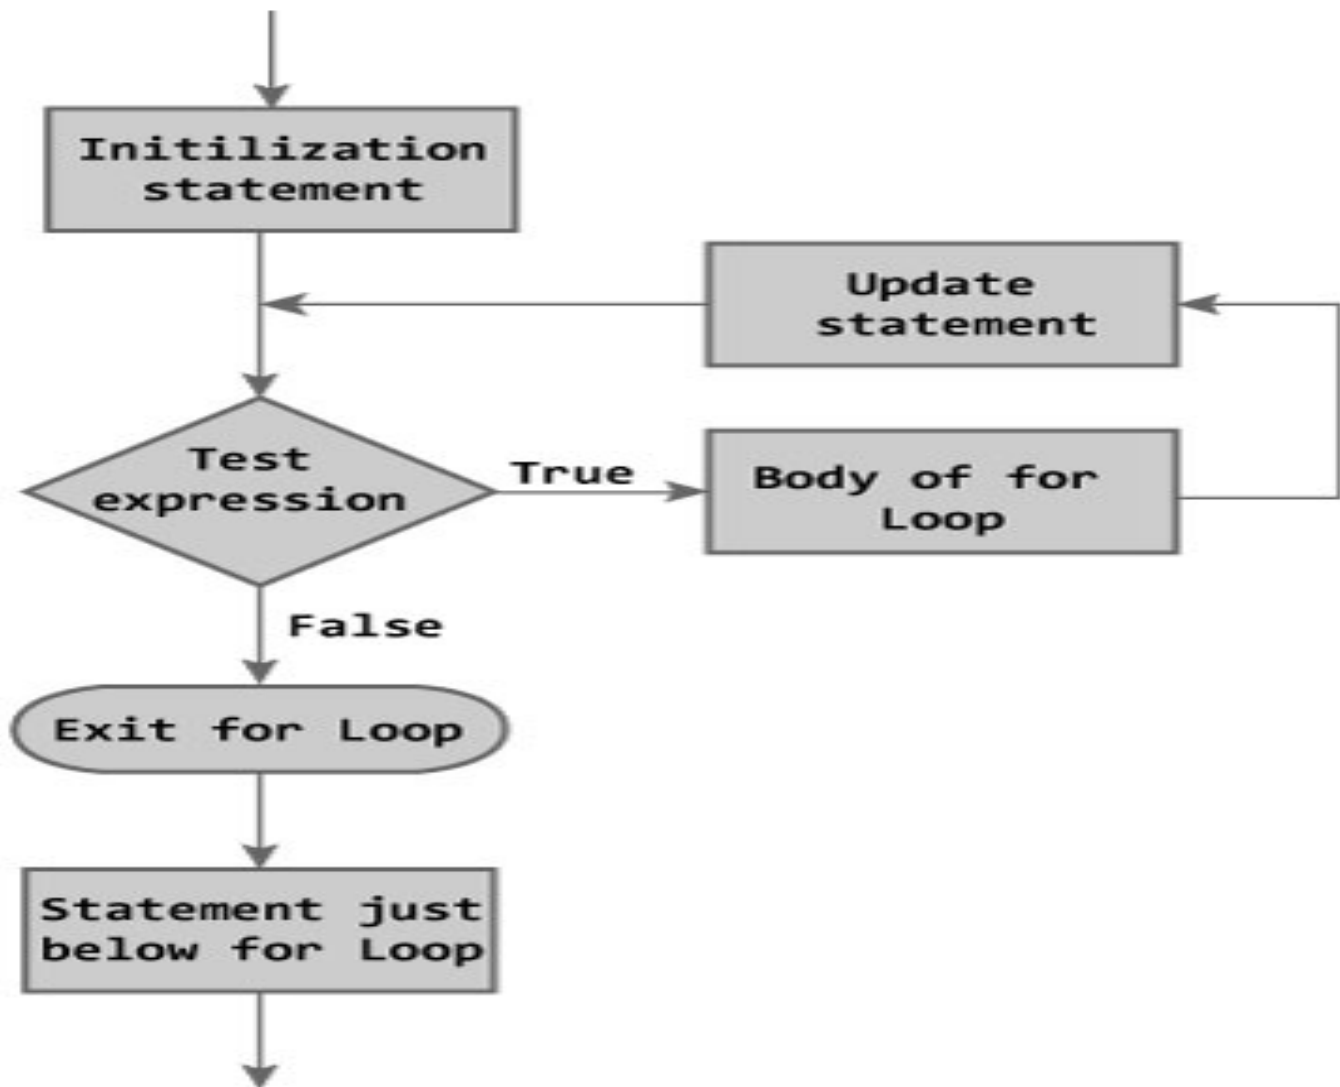 Initilization
statement
Update
statement
Test
expression
True
Body of for
Loop
False
Exit for Loop
Statement just
below for Loop